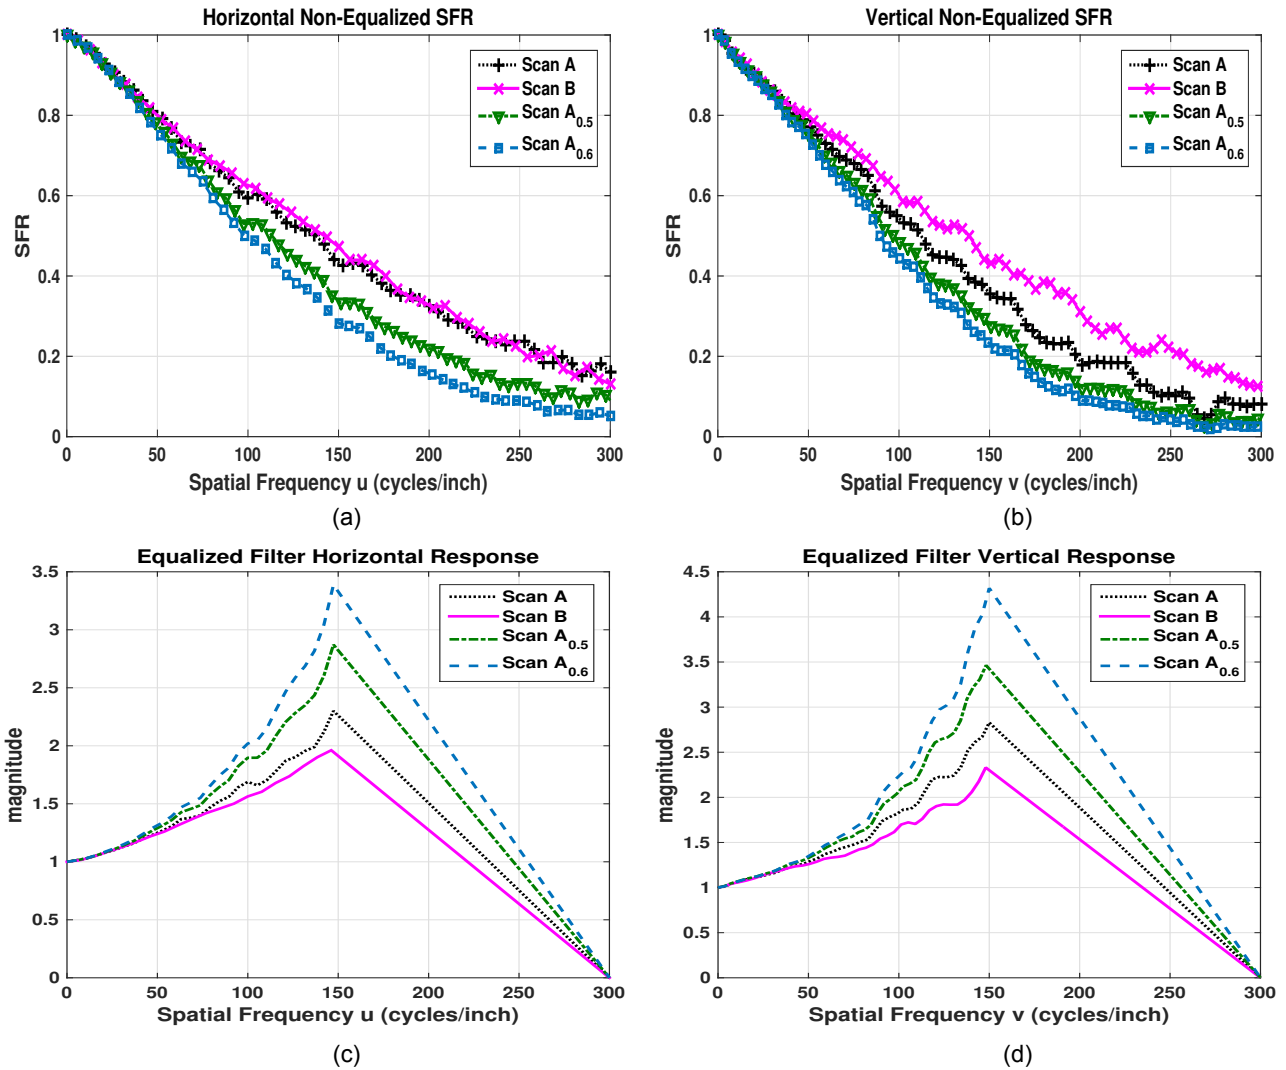 Horizontal Non-Equalized SFR
1
0.8
0.6
0.4
0.2
0
SFR
Scan A
Scan B
Scan A0.5
Scan A0.6
0 50 100 150 200 250 300
Spatial Frequency u (cycles/inch)
(a)
Vertical Non-Equalized SFR
1
0.8
0.6
0.4
0.2
0
SFR
Scan A
Scan B
Scan A0.5
Scan A0.6
0 50 100 150 200 250 300
Spatial Frequency v (cycles/inch)
(b)
Equalized Filter Horizontal Response
3.5
3
2.5
2
1.5
1
0.5
0
magnitude
Scan A
Scan B
Scan A0.5
Scan A0.6
0 50 100 150 200 250 300
Spatial Frequency u (cycles/inch)
(c)
Equalized Filter Vertical Response
4.5
4
3.5
3
2.5
2
1.5
1
0.5
0
magnitude
Scan A
Scan B
Scan A0.5
Scan A0.6
0 50 100 150 200 250 300
Spatial Frequency v (cycles/inch)
(d)